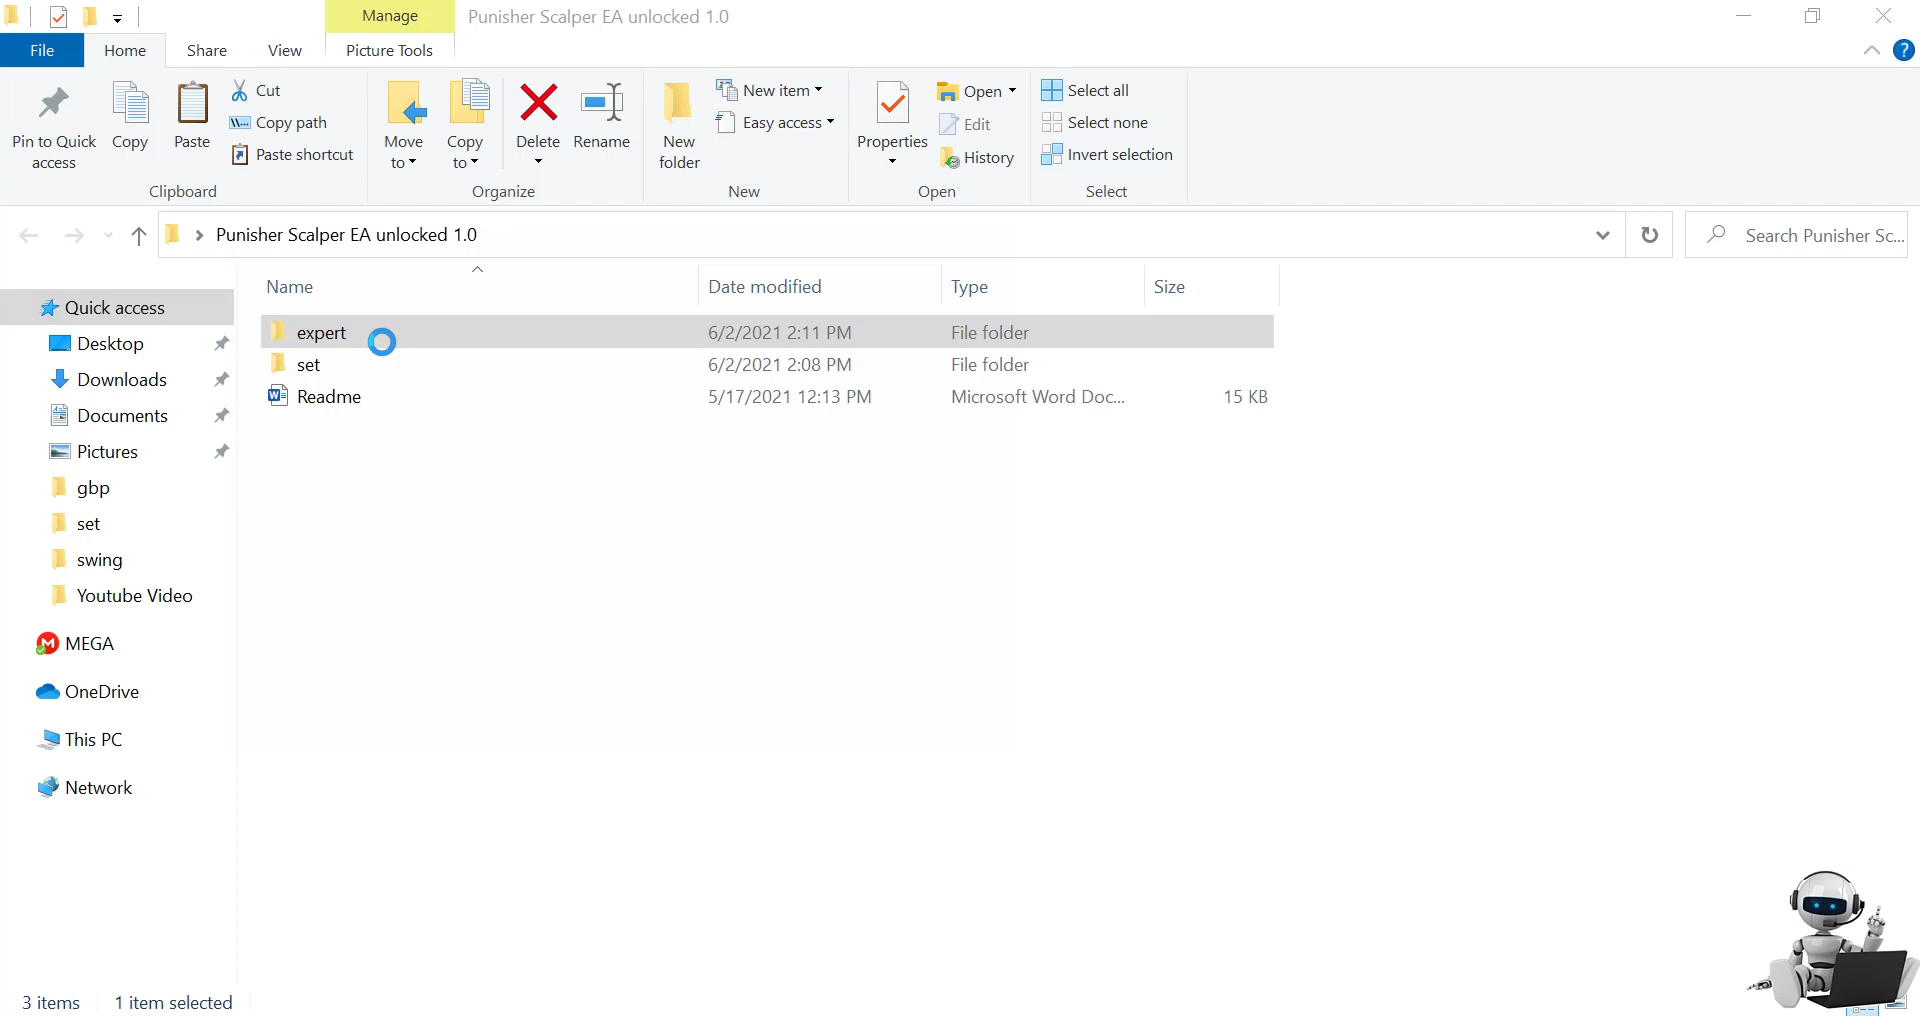 Manage
Punisher Scalper EA unlocked 1.0
File
Home
Share
View
Picture Tools
Pin to Quick
access
Copy
Paste
Cut
Copy path
Paste shortcut
Clipboard
Move
to
Copy
to
Delete
Rename
Organize
New
folder
New item
Easy access
New
Properties
Open
Edit
History
Open
Select all
Select none
Invert selection
Select
Punisher Scalper EA unlocked 1.0
Search Punisher Sc...
Name
Date modified
Type
Size
expert
6/2/2021 2:11 PM
File folder
set
6/2/2021 2:08 PM
File folder
Readme
5/17/2021 12:13 PM
Microsoft Word Doc...
15 KB
Quick access
Desktop
Downloads
Documents
Pictures
gbp
set
swing
Youtube Video
MEGA
OneDrive
This PC
Network
3 items
1 item selected